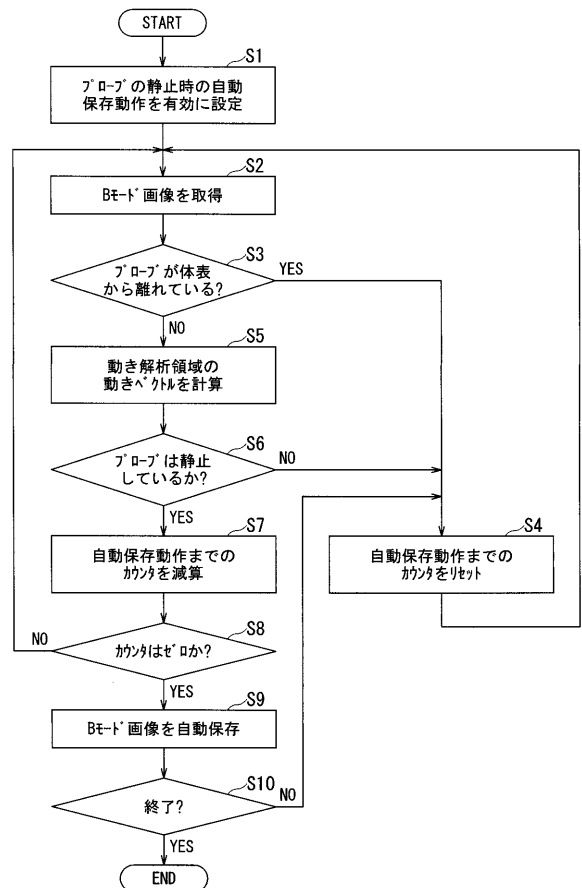 START
S1
プローブの静止時の自動
保存動作を有効に設定
S2
Bモード画像を取得
S3
プローブが体表
から離れている?
YES
NO
S5
動き解析領域の
動きベクトルを計算
S6
プローブは静止
しているか?
NO
YES
S7
自動保存動作までの
カウンタを減算
S4
自動保存動作までの
カウンタをリセット
S8
カウンタはゼロか?
NO
YES
S9
Bモード画像を自動保存
S10
終了?
NO
YES
END